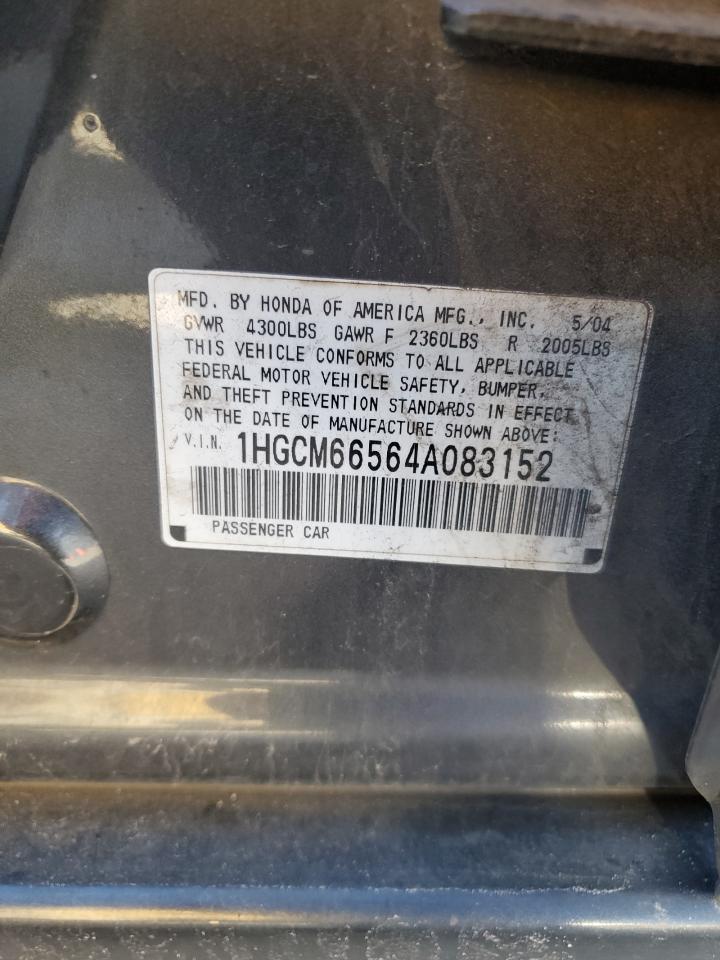 MFD. BY HONDA OF AMERICA MFG., INC. 5/04
GVWR 4300LBS GAWR F 2360LBS R 2005LBS
THIS VEHICLE CONFORMS TO ALL APPLICABLE
FEDERAL MOTOR VEHICLE SAFETY, BUMPER,
AND THEFT PREVENTION STANDARDS IN EFFECT
ON THE DATE OF MANUFACTURE SHOWN ABOVE:
V.I.N. 1HGCM66564A083152
PASSENGER CAR